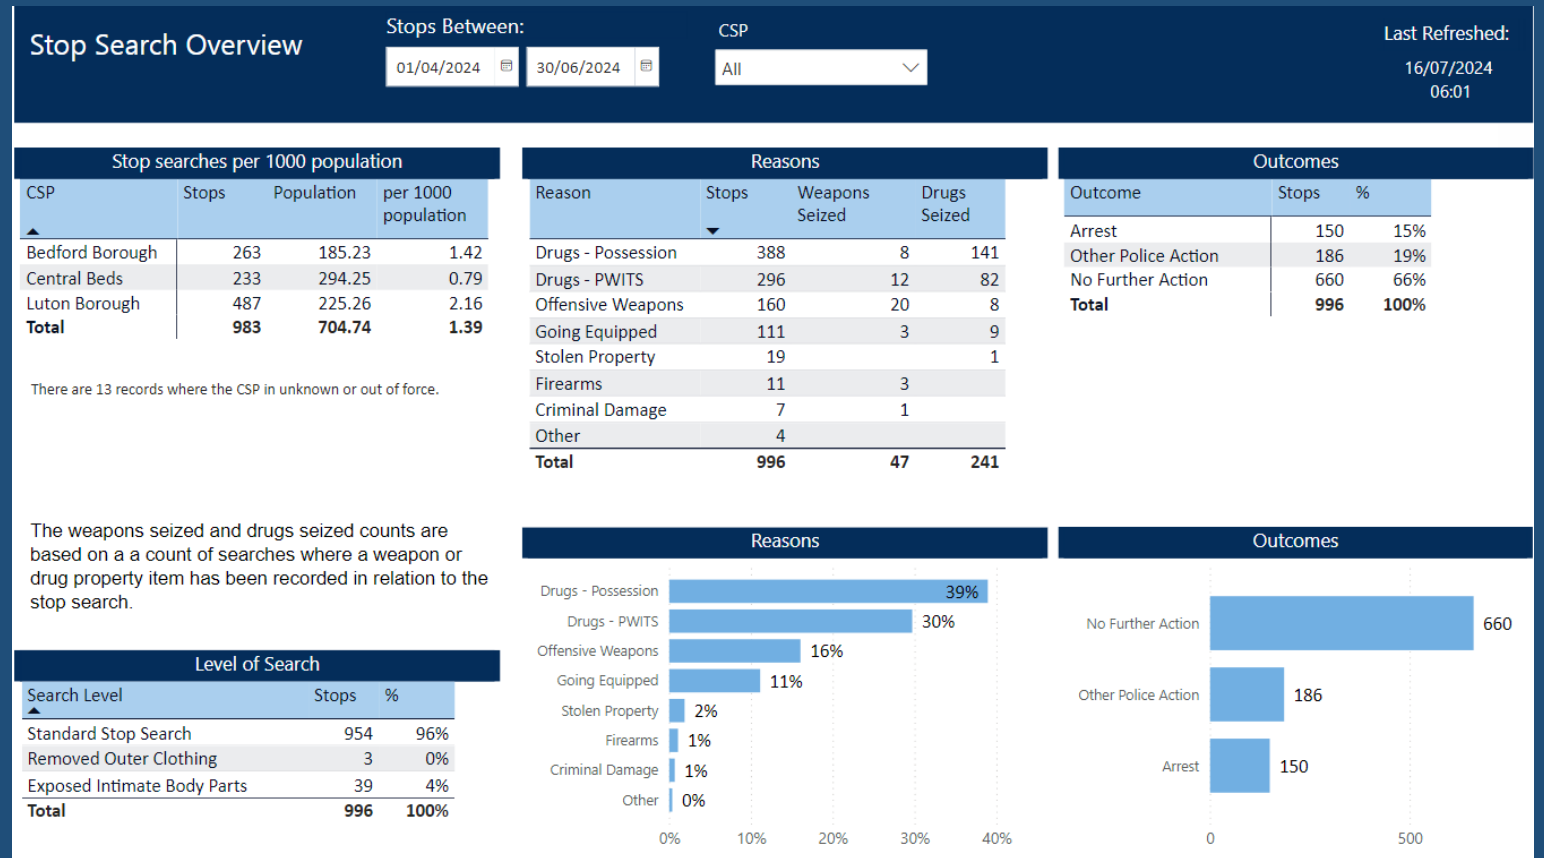 Stop Search Overview
Stops Between:
01/04/2024 30/06/2024
CSP
All
Last Refreshed:
16/07/2024
06:01
Stop searches per 1000 population
CSP Stops Population per 1000
population
Bedford Borough 263 185.23 1.42
Central Beds 233 294.25 0.79
Luton Borough 487 225.26 2.16
Total 983 704.74 1.39
There are 13 records where the CSP in unknown or out of force.
Reasons
Reason Stops Weapons Drugs
Seized Seized
Drugs - Possession 388 8 141
Drugs - PWITS 296 12 82
Offensive Weapons 160 20 8
Going Equipped 111 3 9
Stolen Property 19 1
Firearms 11 3
Criminal Damage 7 1
Other 4
Total 996 47 241
Outcomes
Outcome Stops %
Arrest 150 15%
Other Police Action 186 19%
No Further Action 660 66%
Total 996 100%
The weapons seized and drugs seized counts are
based on a a count of searches where a weapon or
drug property item has been recorded in relation to the
stop search.
Level of Search
Search Level Stops %
Standard Stop Search 954 96%
Removed Outer Clothing 3 0%
Exposed Intimate Body Parts 39 4%
Total 996 100%
Reasons
Drugs - Possession 39%
Drugs - PWITS 30%
Offensive Weapons 16%
Going Equipped 11%
Stolen Property 2%
Firearms 1%
Criminal Damage 1%
Other 0%
0% 10% 20% 30% 40%
Outcomes
No Further Action 660
Other Police Action 186
Arrest 150
0 500